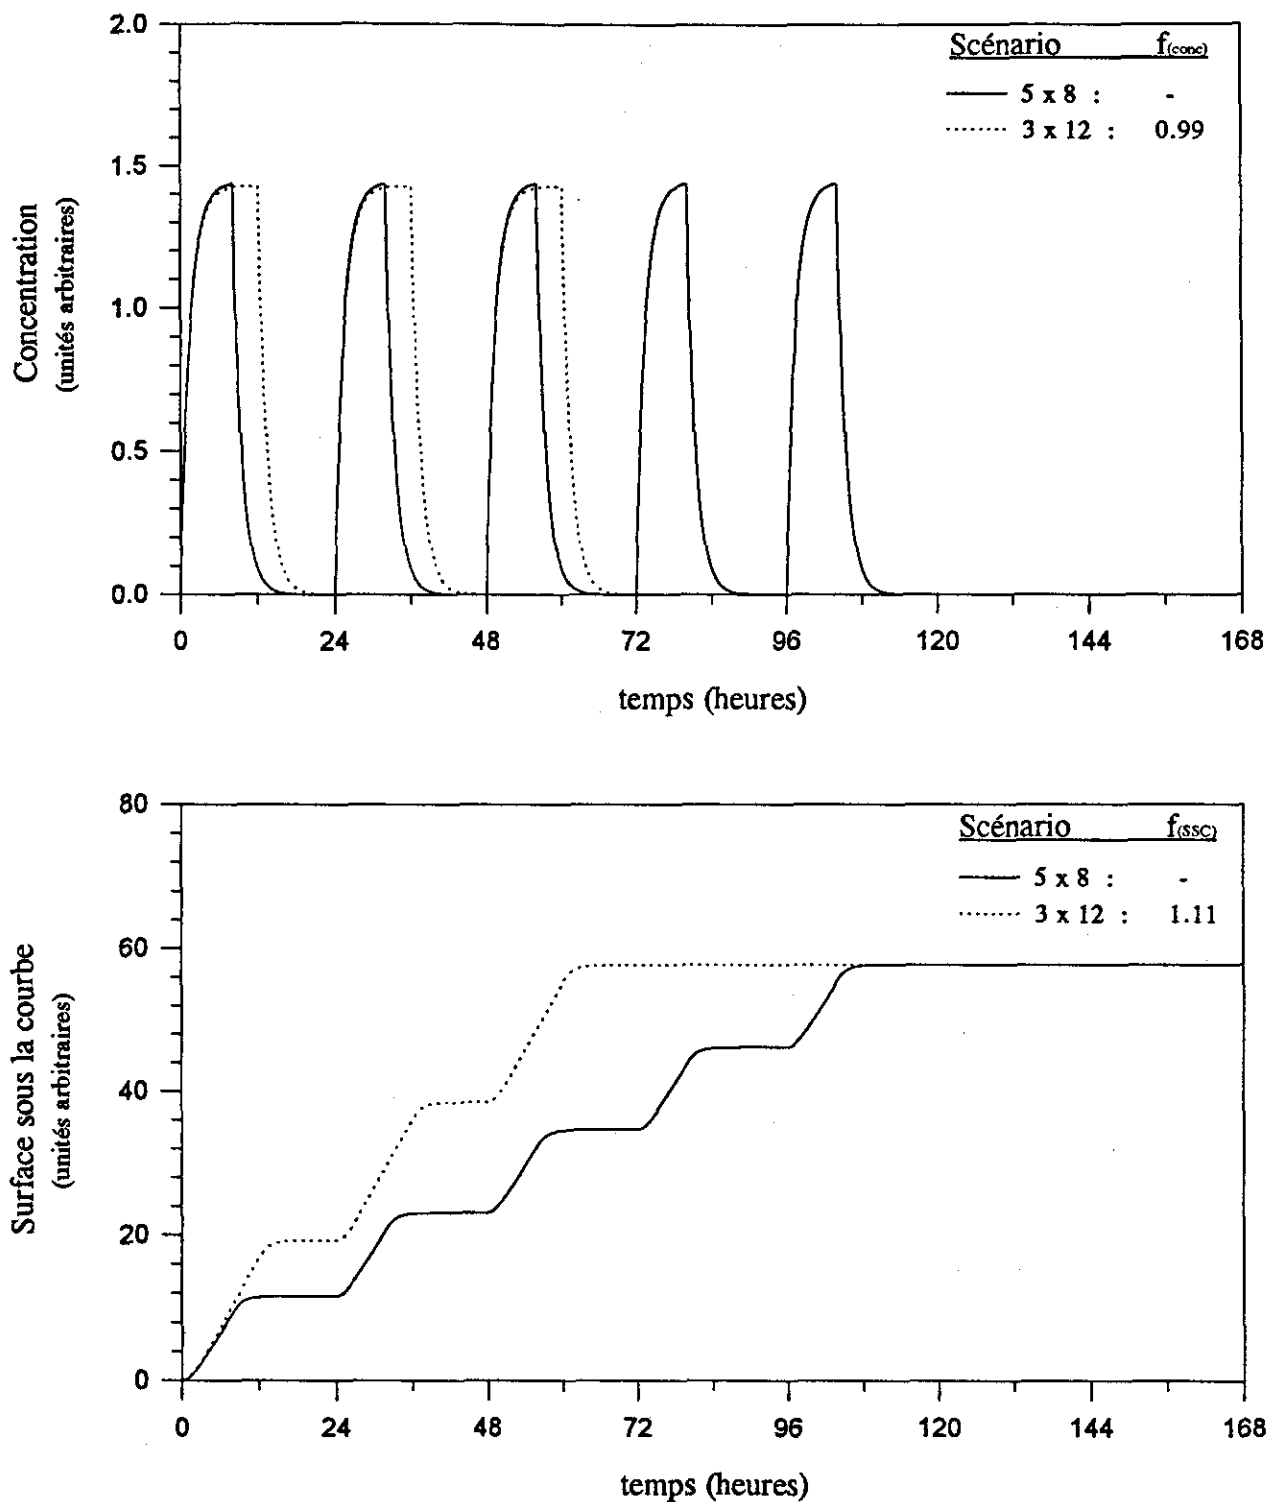 Scénario f(conc)
5 x 8 : -
3 x 12 : 0.99
Concentration
(unités arbitraires)
2.0
1.5
1.0
0.5
0.0
0 24 48 72 96 120 144 168
temps (heures)
Scénario f(SSC)
5 x 8 : -
3 x 12 : 1.11
Surface sous la courbe
(unités arbitraires)
80
60
40
20
0
0 24 48 72 96 120 144 168
temps (heures)